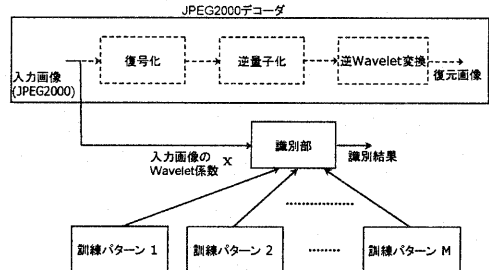 JPEG2000デコーダ
復号化
逆量子化
逆Wavelet変換
入力画像
(JPEG2000)
復元画像
入力画像の
Wavelet係数 x
識別部
識別結果
訓練パターン 1
訓練パターン 2
訓練パターン M